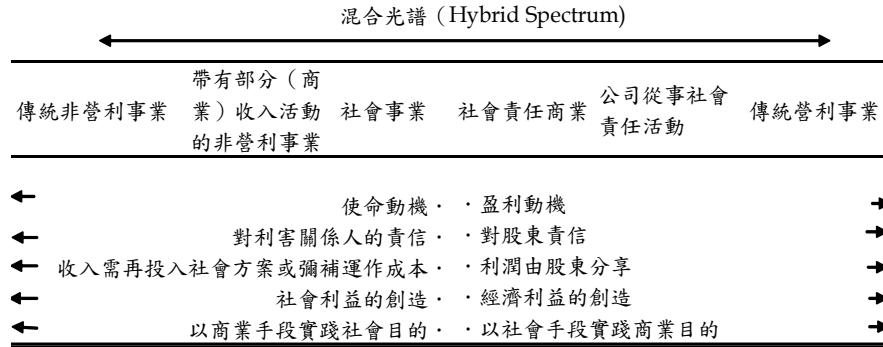 混合光譜（Hybrid Spectrum)
傳統非營利事業
帶有部分（商
業）收入活動
的非營利事業
社會事業
社會責任商業
公司從事社會
責任活動
傳統營利事業
使命動機· ·盈利動機
對利害關係人的責信· ·對股東責信
收入需再投入社會方案或彌補運作成本· ·利潤由股東分享
社會利益的創造· ·經濟利益的創造
以商業手段實踐社會目的· ·以社會手段實踐商業目的